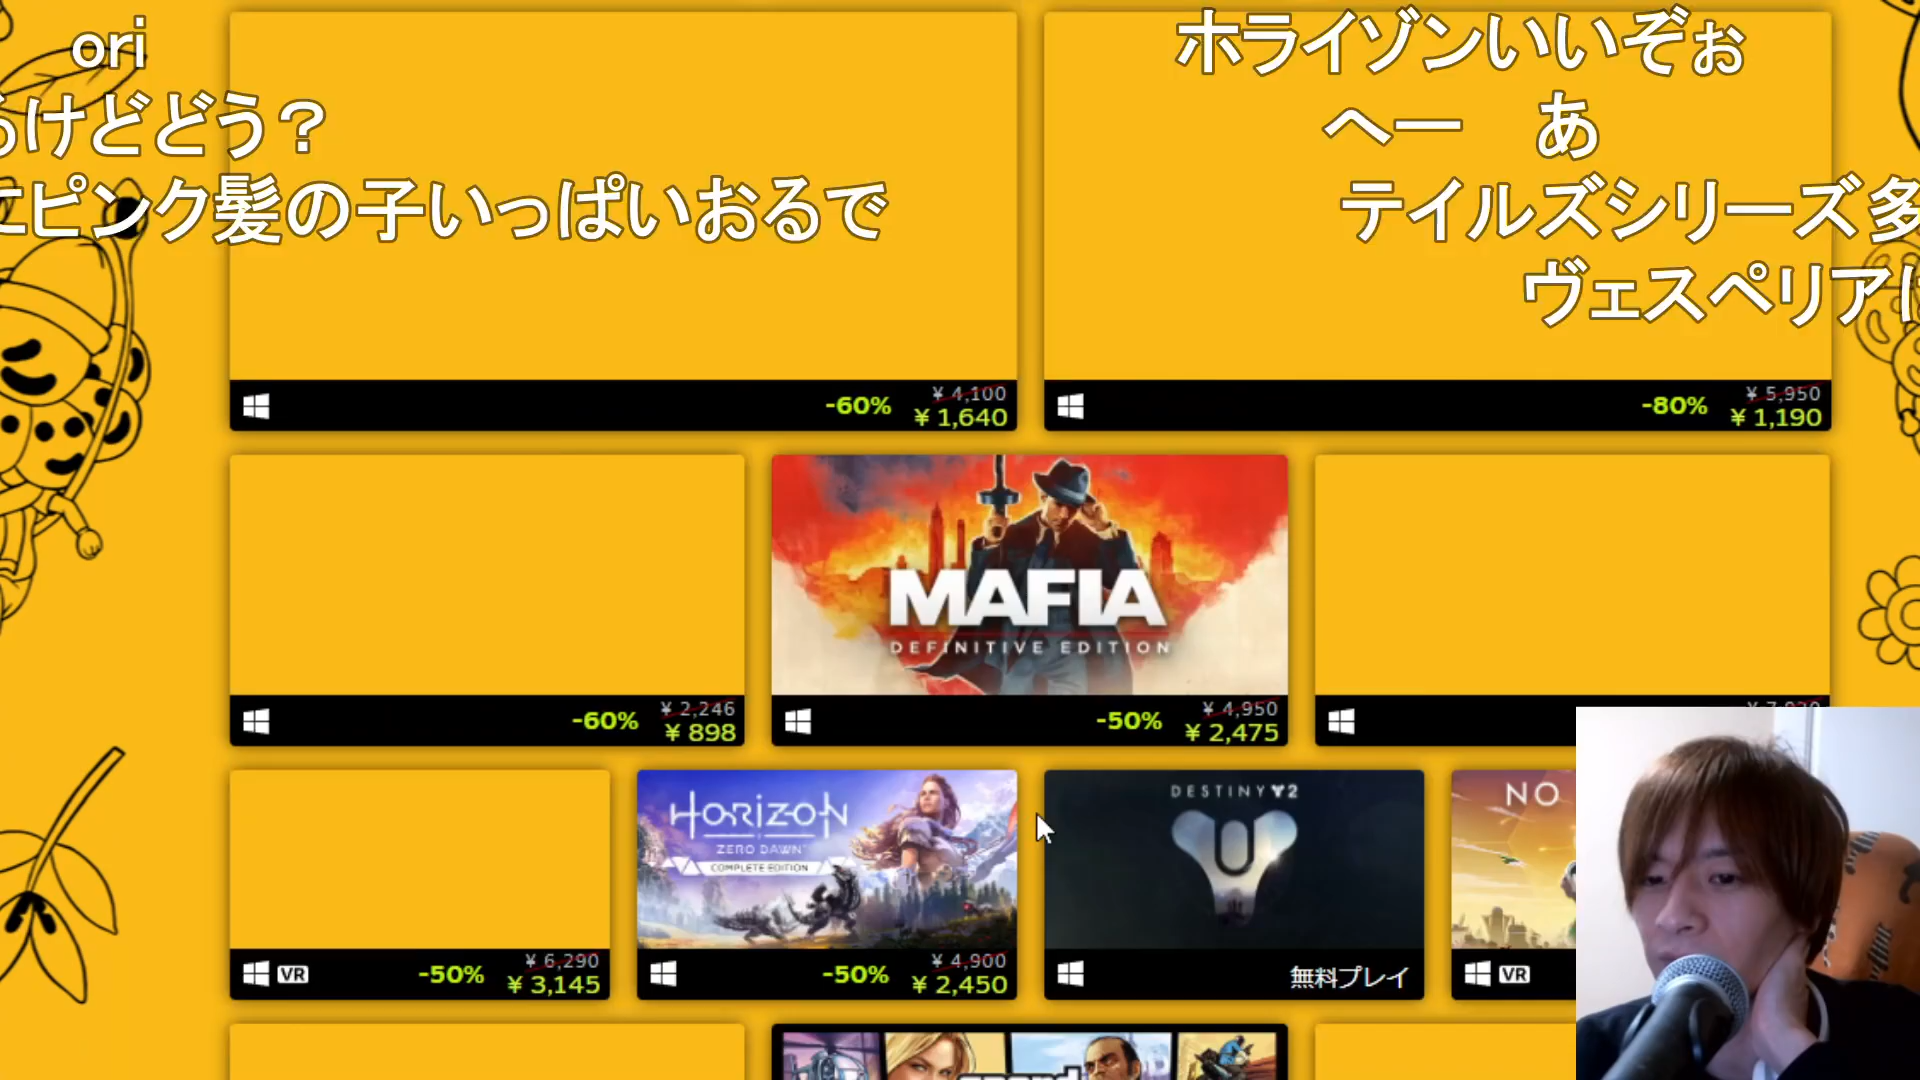 ori
ホライゾンいいぞぉ
るけどどう？
へー　あ
にピンク髪の子いっぱいおるで
テイルズシリーズ多
ヴェスペリアは
-60%
¥ 4,100
¥ 1,640
-80%
¥ 5,950
¥ 1,190
MAFIA
DEFINITIVE EDITION
-60%
¥ 2,246
¥ 898
-50%
¥ 4,950
¥ 2,475
HORIZON
ZERO DAWN
COMPLETE EDITION
DESTINY 2
NO
VR
-50%
¥ 6,290
¥ 3,145
-50%
¥ 4,900
¥ 2,450
無料プレイ
VR